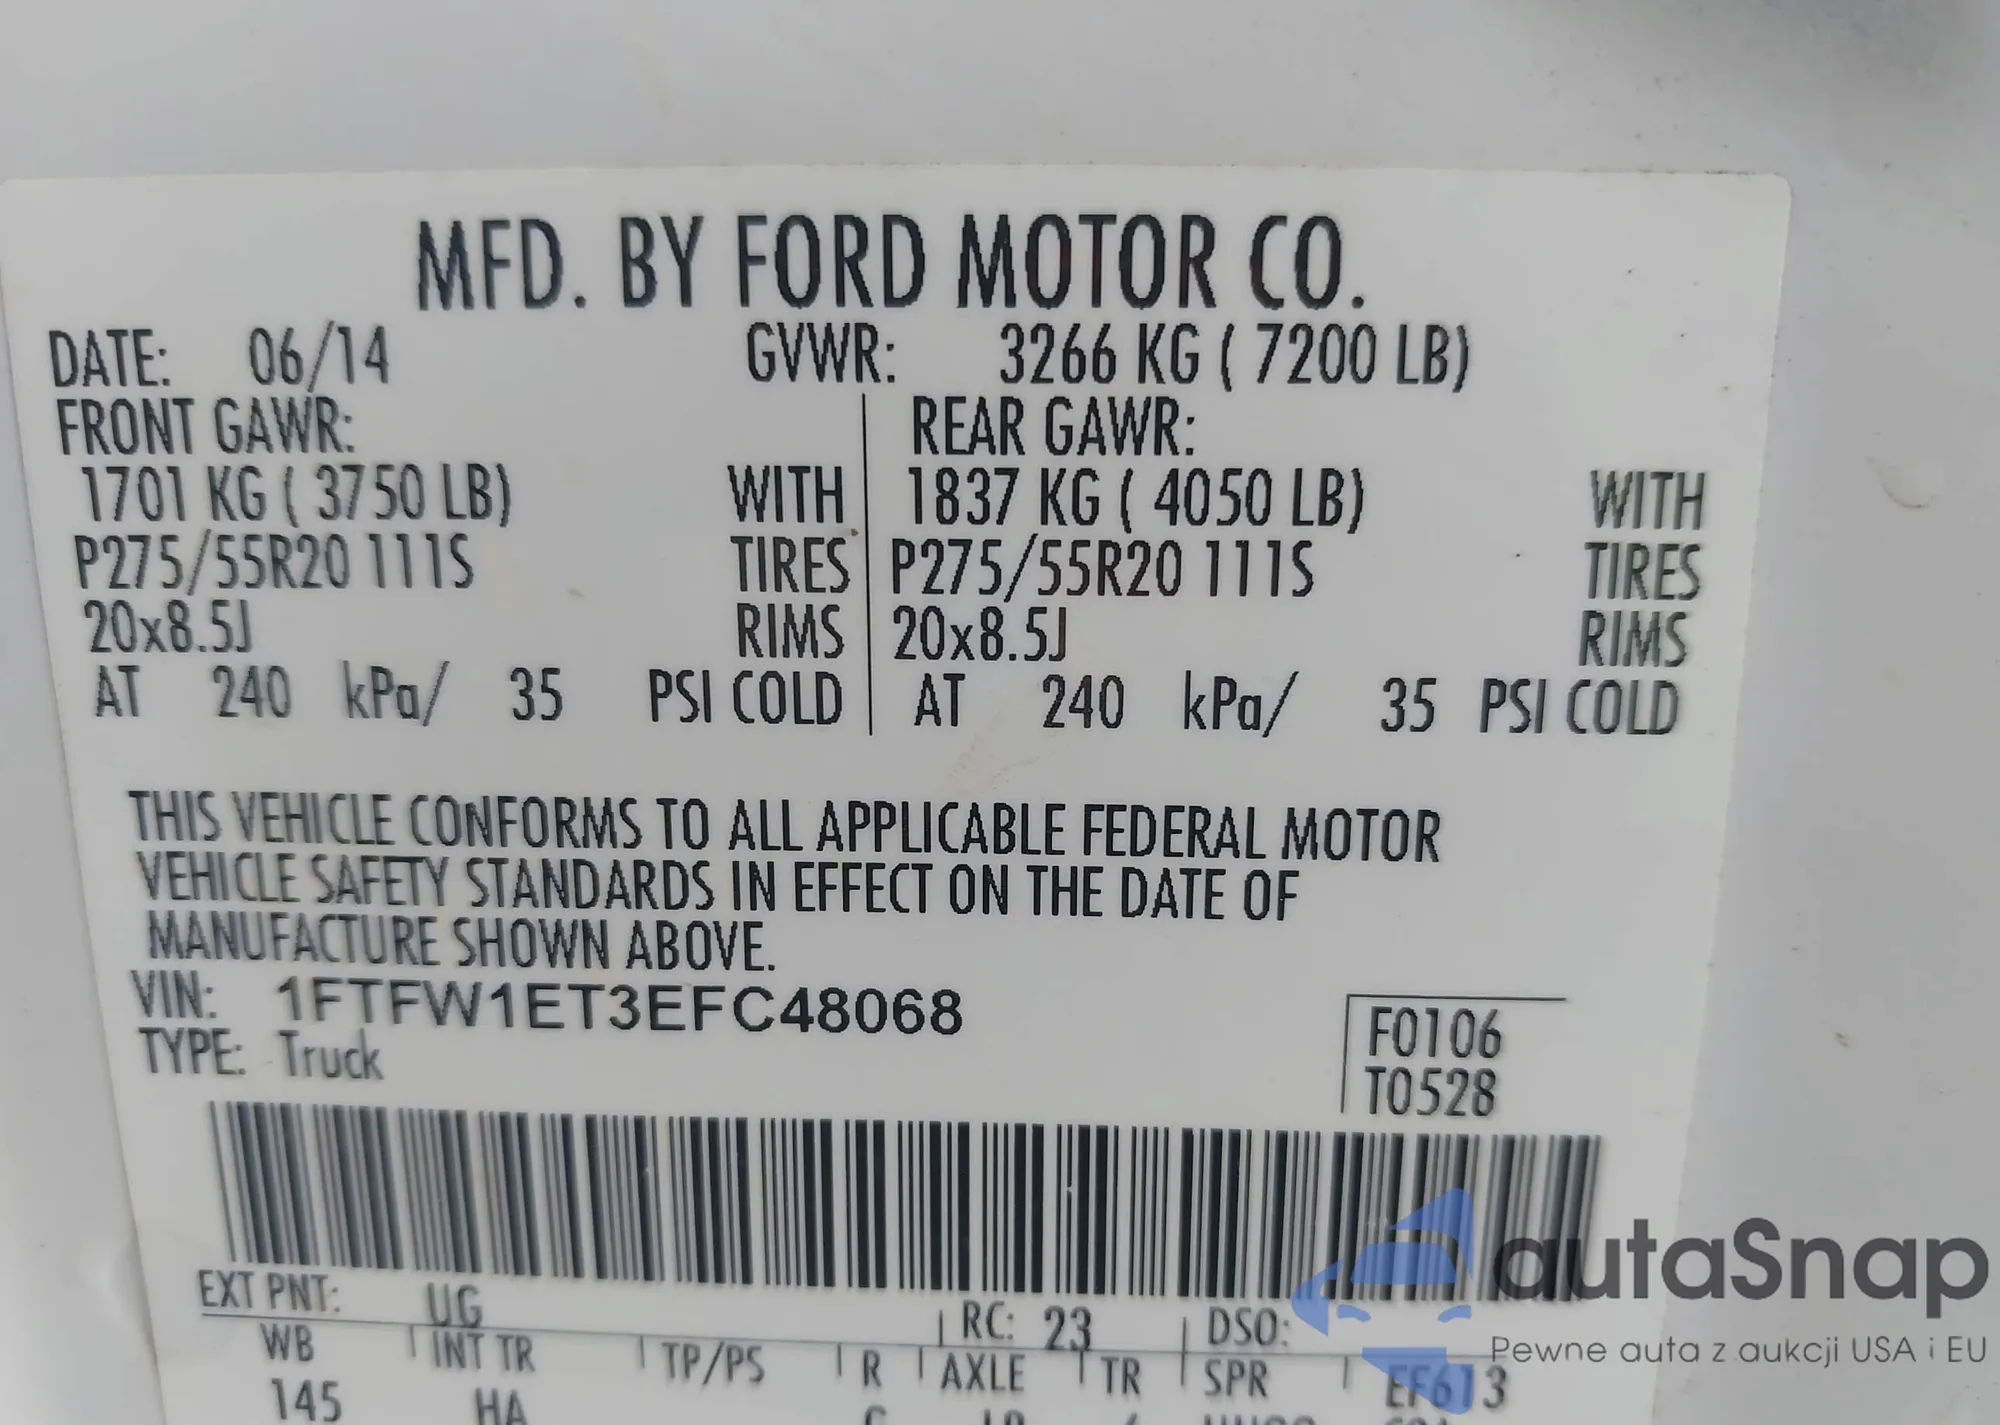 MFD. BY FORD MOTOR CO.
DATE: 06/14 GVWR: 3266 KG ( 7200 LB)
FRONT GAWR: REAR GAWR:
1701 KG ( 3750 LB) WITH 1837 KG ( 4050 LB) WITH
P275/55R20 111S TIRES P275/55R20 111S TIRES
20x8.5J RIMS 20x8.5J RIMS
AT 240 kPa/ 35 PSI COLD AT 240 kPa/ 35 PSI COLD
THIS VEHICLE CONFORMS TO ALL APPLICABLE FEDERAL MOTOR
VEHICLE SAFETY STANDARDS IN EFFECT ON THE DATE OF
MANUFACTURE SHOWN ABOVE.
VIN: 1FTFW1ET3EFC48068
TYPE: Truck
F0106
T0528
EXT PNT: UG RC: 23 DSO:
WB INT TR TP/PS R AXLE TR SPR EF613
145 HA
autaSnap
Pewne auta z aukcji USA i EU